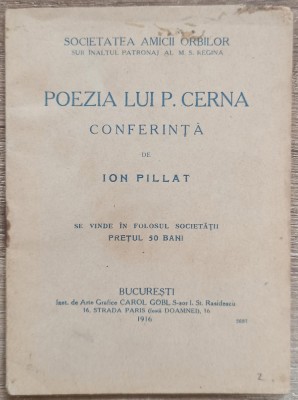 SOCIETATEA AMICII ORBILOR
SUB ÎNALTUL PATRONAJ AL M. S. REGINA
POEZIA LUI P. CERNA
CONFERINȚĂ
DE
ION PILLAT
SE VINDE ÎN FOLOSUL SOCIETĂȚII
PREȚUL 50 BANI
BUCUREȘTI
Inst. de Arte Grafice CAROL GÖBL S-sor I. St. Rasidescu
16, STRADA PARIS (fostă DOAMNEI), 16
1916